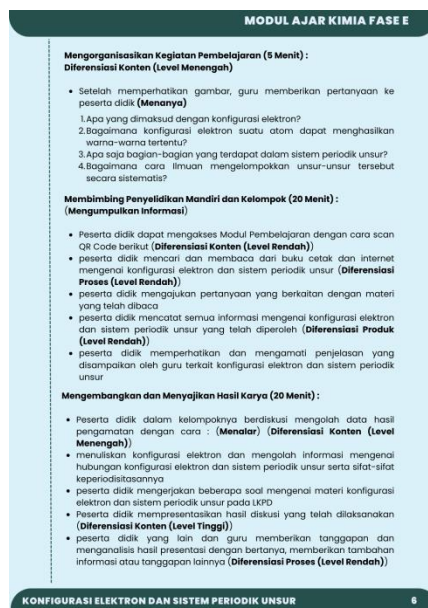 MODUL AJAR KIMIA FASE E
Mengorganisasikan Kegiatan Pembelajaran (5 Menit) :
Diferensiasi Konten (Level Menengah)
• Setelah memperhatikan gambar, guru memberikan pertanyaan ke
peserta didik (Menanya)
1.Apa yang dimaksud dengan konfigurasi elektron?
2.Bagaimana konfigurasi elektron suatu atom dapat menghasilkan
warna-warna tertentu?
3.Apa saja bagian-bagian yang terdapat dalam sistem periodik unsur?
4.Bagaimana cara Ilmuan mengelompokkan unsur-unsur tersebut
secara sistematis?
Membimbing Penyelidikan Mandiri dan Kelompok (20 Menit) :
(Mengumpulkan Informasi)
• Peserta didik dapat mengakses Modul Pembelajaran dengan cara scan
QR Code berikut (Diferensiasi Konten (Level Rendah))
• peserta didik mencari dan membaca dari buku cetak dan internet
mengenai konfigurasi elektron dan sistem periodik unsur (Diferensiasi
Proses (Level Rendah))
• peserta didik mengajukan pertanyaan yang berkaitan dengan materi
yang telah dibaca
• peserta didik mencatat semua informasi mengenai konfigurasi elektron
dan sistem periodik unsur yang telah diperoleh (Diferensiasi Produk
(Level Rendah))
• peserta didik memperhatikan dan mengamati penjelasan yang
disampaikan oleh guru terkait konfigurasi elektron dan sistem periodik
unsur
Mengembangkan dan Menyajikan Hasil Karya (20 Menit) :
• Peserta didik dalam kelompoknya berdiskusi mengolah data hasil
pengamatan dengan cara : (Menalar) (Diferensiasi Konten (Level
Menengah))
• menuliskan konfigurasi elektron dan mengolah informasi mengenai
hubungan konfigurasi elektron dan sistem periodik unsur serta sifat-sifat
keperiodisitasannya
• peserta didik mengerjakan beberapa soal mengenai materi konfigurasi
elektron dan sistem periodik unsur pada LKPD
• Peserta didik mempresentasikan hasil diskusi yang telah dilaksanakan
(Diferensiasi Konten (Level Tinggi))
• peserta didik yang lain dan guru memberikan tanggapan dan
menganalisis hasil presentasi dengan bertanya, memberikan tambahan
informasi atau tanggapan lainnya (Diferensiasi Proses (Level Rendah))
KONFIGURASI ELEKTRON DAN SISTEM PERIODIK UNSUR 6